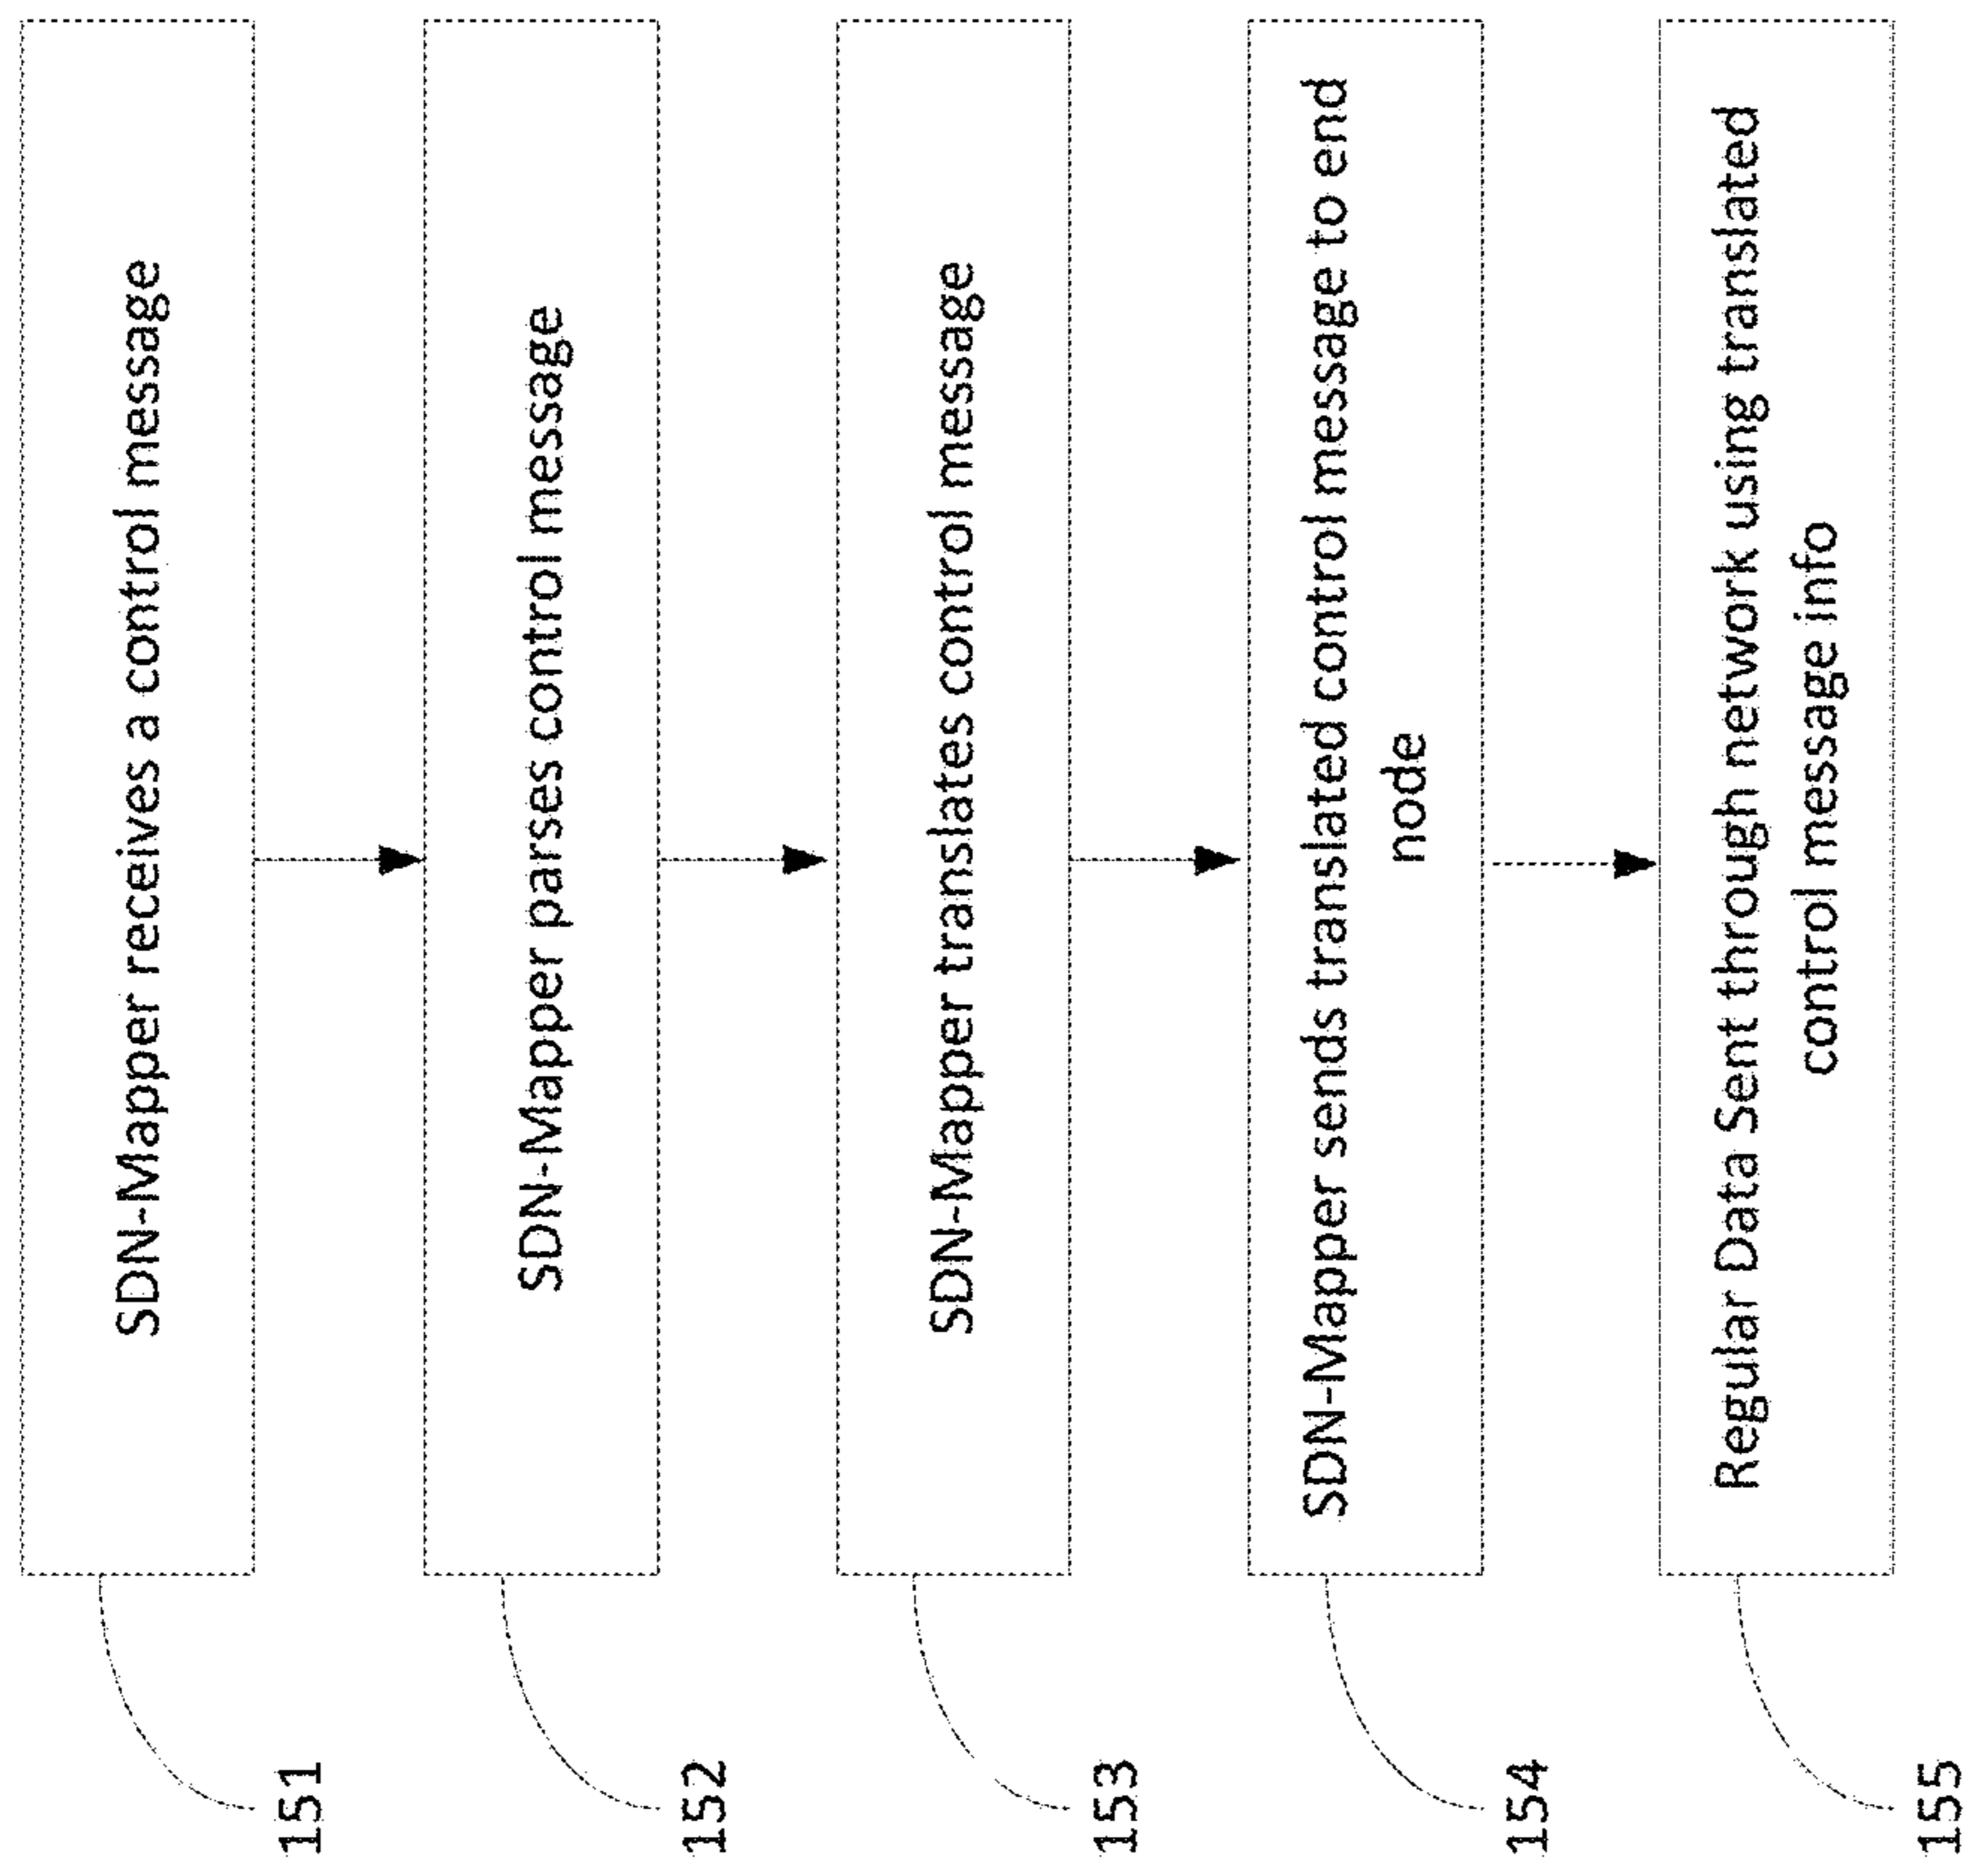 151
SDN-Mapper receives a control message
152
SDN-Mapper parses control message
153
SDN-Mapper translates control message
154
SDN-Mapper sends translated control message to end
node
155
Regular Data Sent through network using translated
control message info